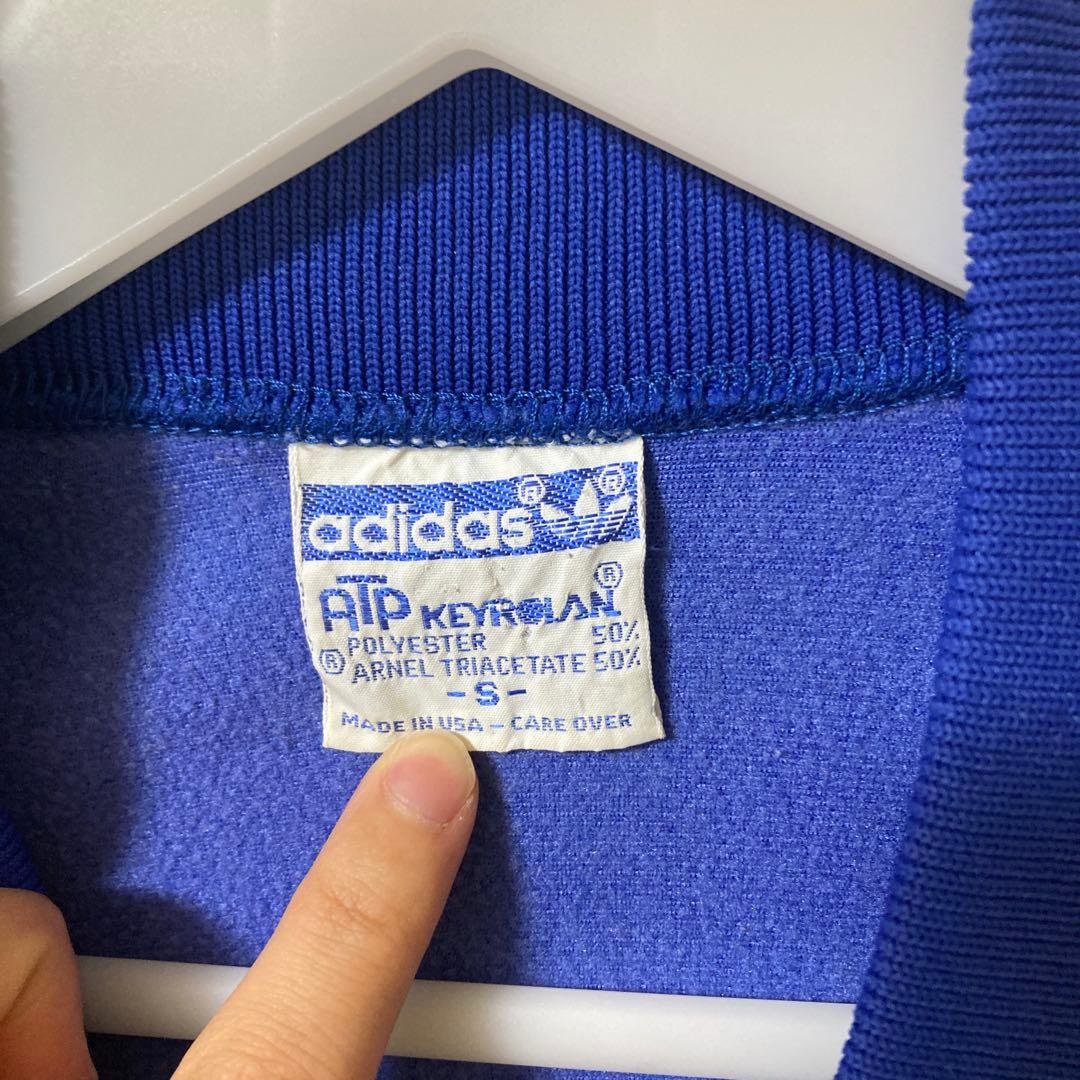 adidas®®
ATP KEYROLAN®
POLYESTER 50%
®ARNEL TRIACETATE 50%
-S-
MADE IN USA - CARE OVER